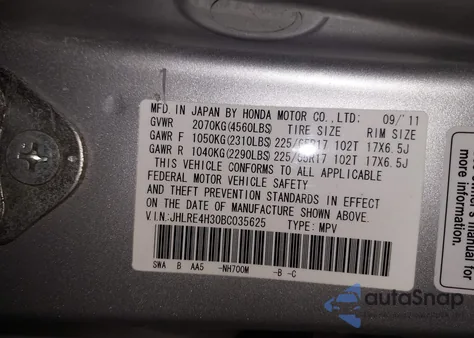 MFD. IN JAPAN BY HONDA MOTOR CO., LTD: 09/'11
GVWR 2070KG(4560LBS) TIRE SIZE RIM SIZE
GAWR F 1050KG(2310LBS) 225/65R17 102T 17X6.5J
GAWR R 1040KG(2290LBS) 225/65R17 102T 17X6.5J
THIS VEHICLE CONFORMS TO ALL APPLICABLE
FEDERAL MOTOR VEHICLE SAFETY
AND THEFT PREVENTION STANDARDS IN EFFECT
ON THE DATE OF MANUFACTURE SHOWN ABOVE.
V.I.N:JHLRE4H30BC035625 TYPE: MPV
SWA B AA5 -NH700M -B -C
manual for
more information.
autoSnap